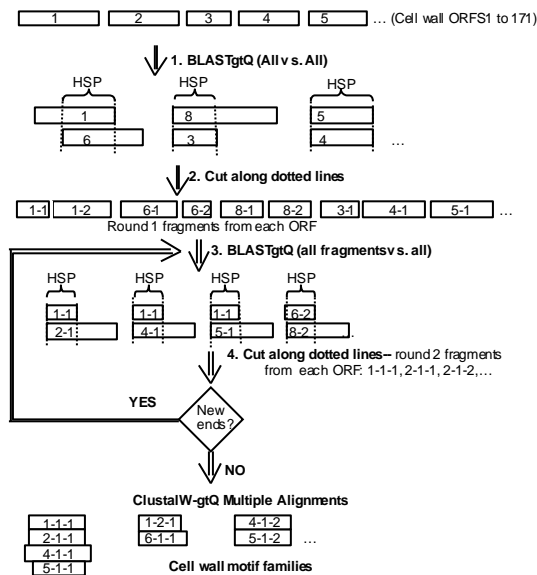 1 2 3 4 5 … (Cell wall ORFS1 to 171)
1. BLASTgtQ (All v s. All)
HSP HSP HSP
1 8 5
6 3 4 …
2. Cut along dotted lines
1-1 1-2 6-1 6-2 8-1 8-2 3-1 4-1 5-1 …
Round 1 fragments from each ORF
3. BLASTgtQ (all fragmentsv s. all)
HSP HSP HSP HSP
1-1 1-1 1-1 6-2
2-1 4-1 5-1 8-2 …
4. Cut along dotted lines-- round 2 fragments
from each ORF: 1-1-1, 2-1-1, 2-1-2,…
YES
New
ends?
NO
ClustalW-gtQ Multiple Alignments
1-1-1 1-2-1 4-1-2
2-1-1 6-1-1 5-1-2 …
4-1-1
5-1-1
Cell wall motif families